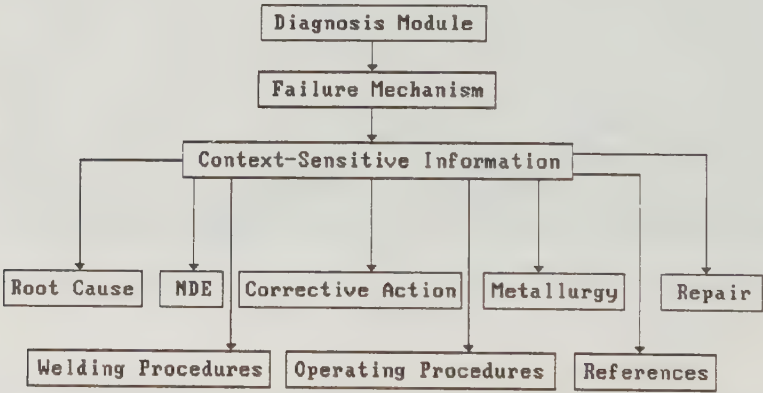 Diagnosis Module
Failure Mechanism
Context-Sensitive Information
Root Cause
NDE
Corrective Action
Metallurgy
Repair
Welding Procedures
Operating Procedures
References